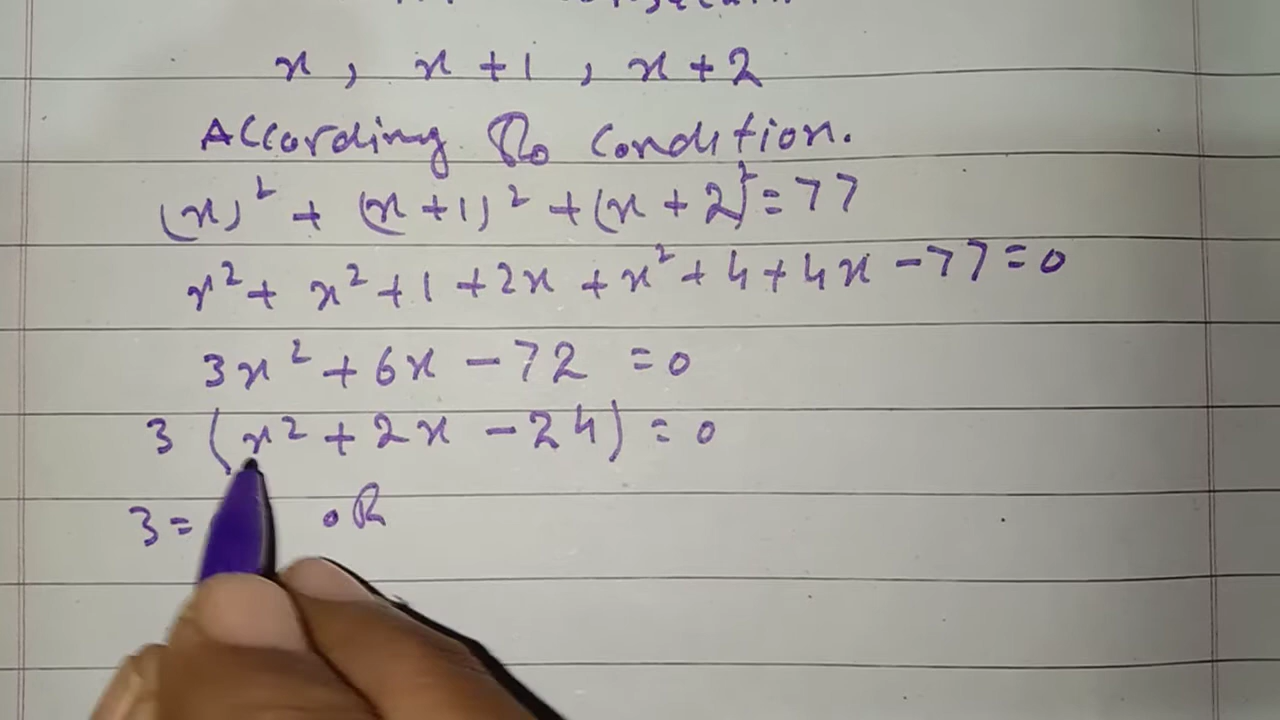 x, x+1, x+2
According To Condition.
(x)² + (x+1)² + (x+2)² = 77
x² + x² + 1 + 2x + x² + 4 + 4x - 77 = 0
3x² + 6x - 72 = 0
3 (x² + 2x - 24) = 0
3 = oR